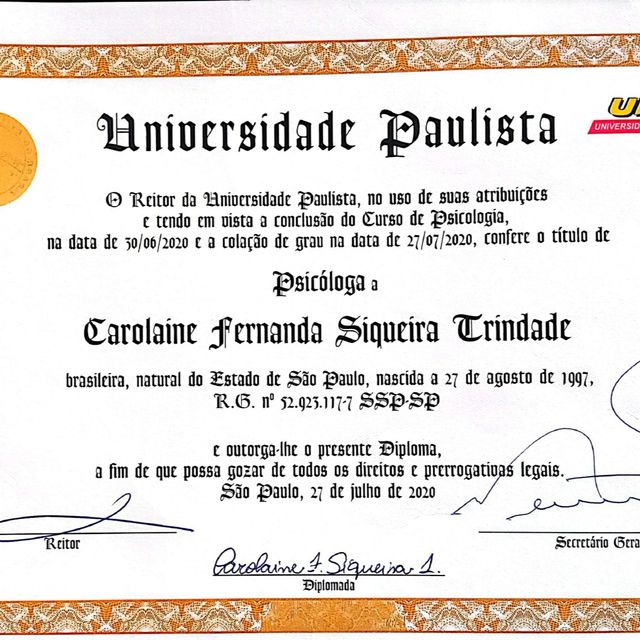 Universidade Paulista
UNIVERSID
O Reitor da Universidade Paulista, no uso de suas atribuições
e tendo em vista a conclusão do Curso de Psicologia,
na data de 30/06/2020 e a colação de grau na data de 27/07/2020, confere o título de
Psicóloga a
Carolaine Fernanda Siqueira Trindade
brasileira, natural do Estado de São Paulo, nascida a 27 de agosto de 1997,
R.G. nº 52.923.117-7 SSP-SP
e outorga-lhe o presente Diploma,
a fim de que possa gozar de todos os direitos e prerrogativas legais.
São Paulo, 27 de julho de 2020
Reitor
Secretário Gera
Carolaine F. Siqueira T.
Diplomada